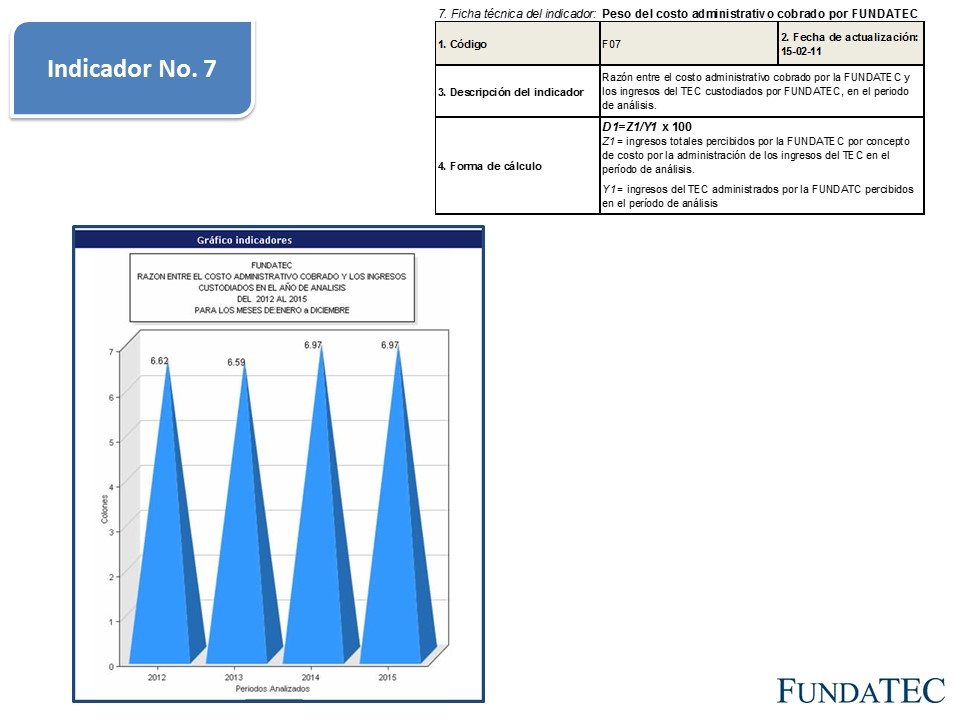 Indicador No. 7
7. Ficha técnica del indicador: Peso del costo administrativo cobrado por FUNDATEC
1. Código
F07
2. Fecha de actualización:
15-02-11
3. Descripción del indicador
Razón entre el costo administrativo cobrado por la FUNDATEC y
los ingresos del TEC custodiados por FUNDATEC, en el periodo
de análisis.
4. Forma de cálculo
D1=Z1/Y1 x 100
Z1= ingresos totales percibidos por la FUNDATEC por concepto
de costo por la administración de los ingresos del TEC en el
período de análisis.
Y1= ingresos del TEC administrados por la FUNDATC percibidos
en el período de análisis
Gráfico indicadores
FUNDATEC
RAZON ENTRE EL COSTO ADMINISTRATIVO COBRADO Y LOS INGRESOS
CUSTODIADOS EN EL AÑO DE ANALISIS
DEL 2012 AL 2015
PARA LOS MESES DE:ENERO a DICIEMBRE
7
6
5
4
3
2
1
0
Colones
6.62
6.59
6.97
6.97
2012
2013
2014
2015
Periodos Analizados
FUNDATEC